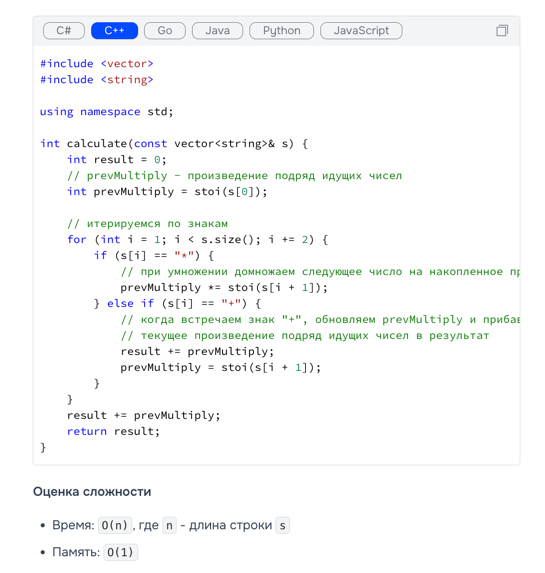 C#
C++
Go
Java
Python
JavaScript
#include <vector>
#include <string>
using namespace std;
int calculate(const vector<string>& s) {
    int result = 0;
    // prevMultiply - произведение подряд идущих чисел
    int prevMultiply = stoi(s[0]);
    // итерируемся по знакам
    for (int i = 1; i < s.size(); i += 2) {
        if (s[i] == "*") {
            // при умножении домножаем следующее число на накопленное пр
            prevMultiply *= stoi(s[i + 1]);
        } else if (s[i] == "+") {
            // когда встречаем знак "+", обновляем prevMultiply и прибав
            // текущее произведение подряд идущих чисел в результат
            result += prevMultiply;
            prevMultiply = stoi(s[i + 1]);
        }
    }
    result += prevMultiply;
    return result;
}
Оценка сложности
• Время: O(n), где n - длина строки s
• Память: O(1)